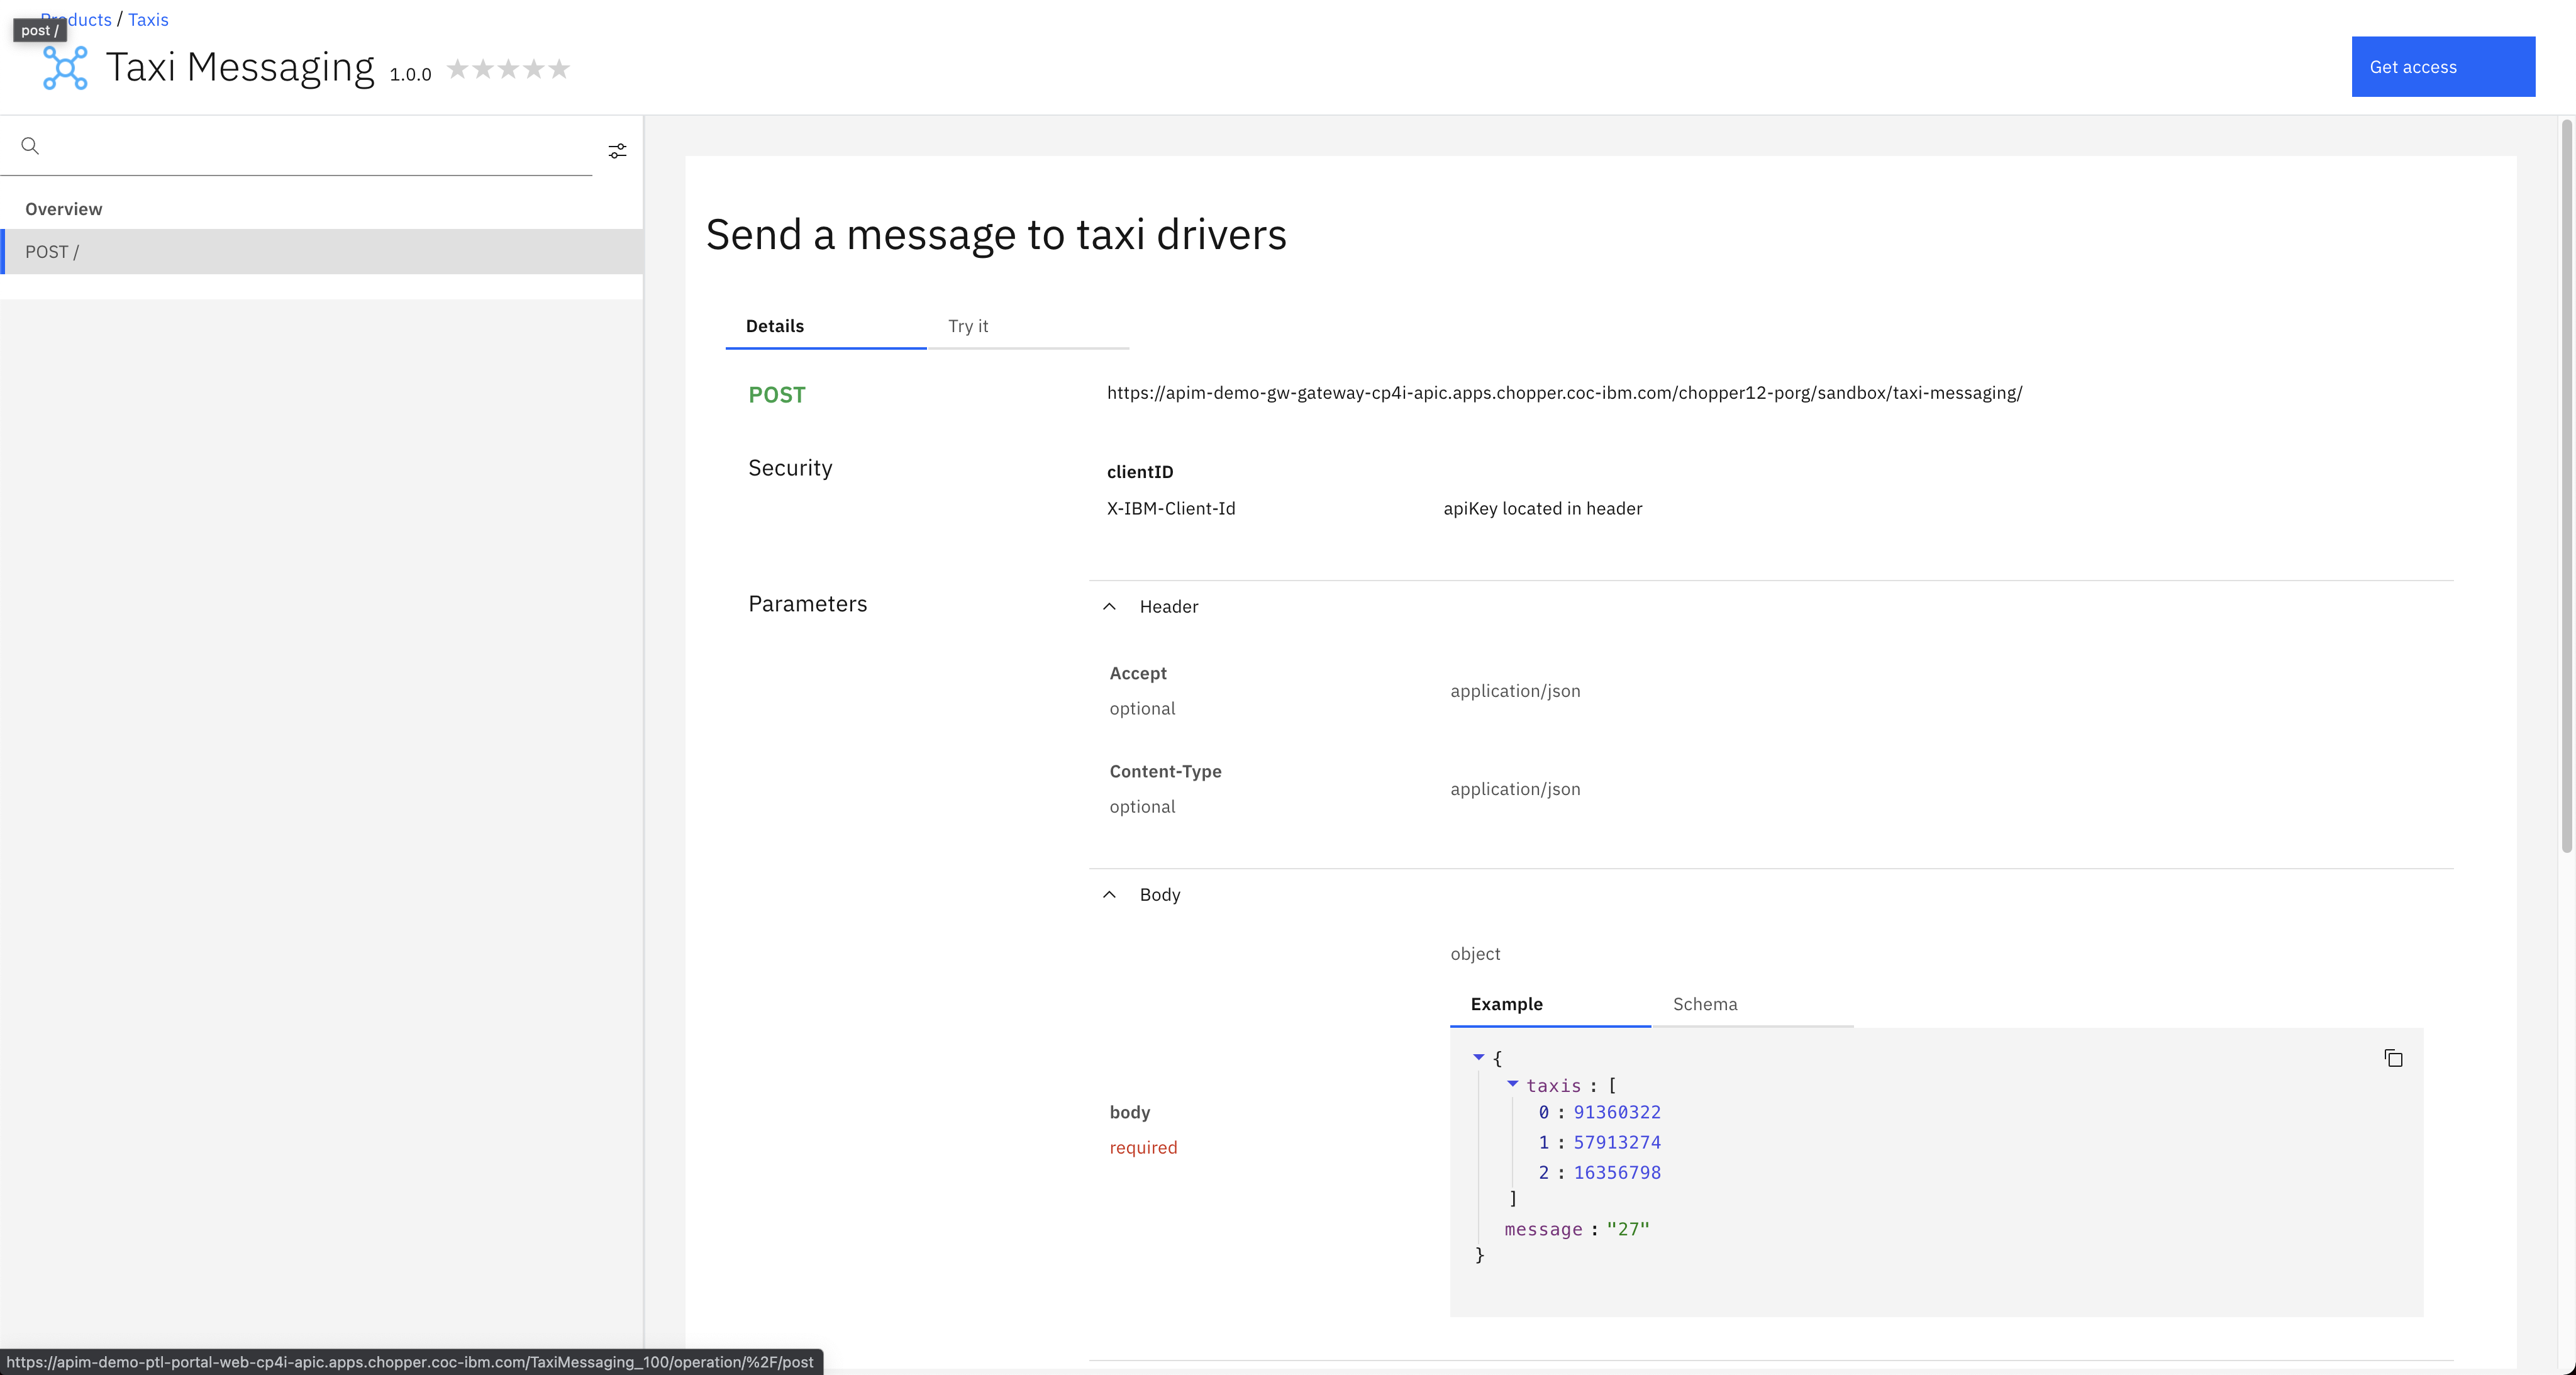 Products / Taxis
post /
Taxi Messaging 1.0.0
Get access
Overview
POST /
Send a message to taxi drivers
Details Try it
POST https://apim-demo-gw-gateway-cp4i-apic.apps.chopper.coc-ibm.com/chopper12-porg/sandbox/taxi-messaging/
Security clientID
X-IBM-Client-Id apiKey located in header
Parameters Header
Accept
application/json
optional
Content-Type
application/json
optional
Body
object
Example Schema
{
taxis : [
0 : 91360322
body
required
1 : 57913274
2 : 16356798
]
message : "27"
}
https://apim-demo-ptl-portal-web-cp4i-apic.apps.chopper.coc-ibm.com/TaxiMessaging_100/operation/%2F/post